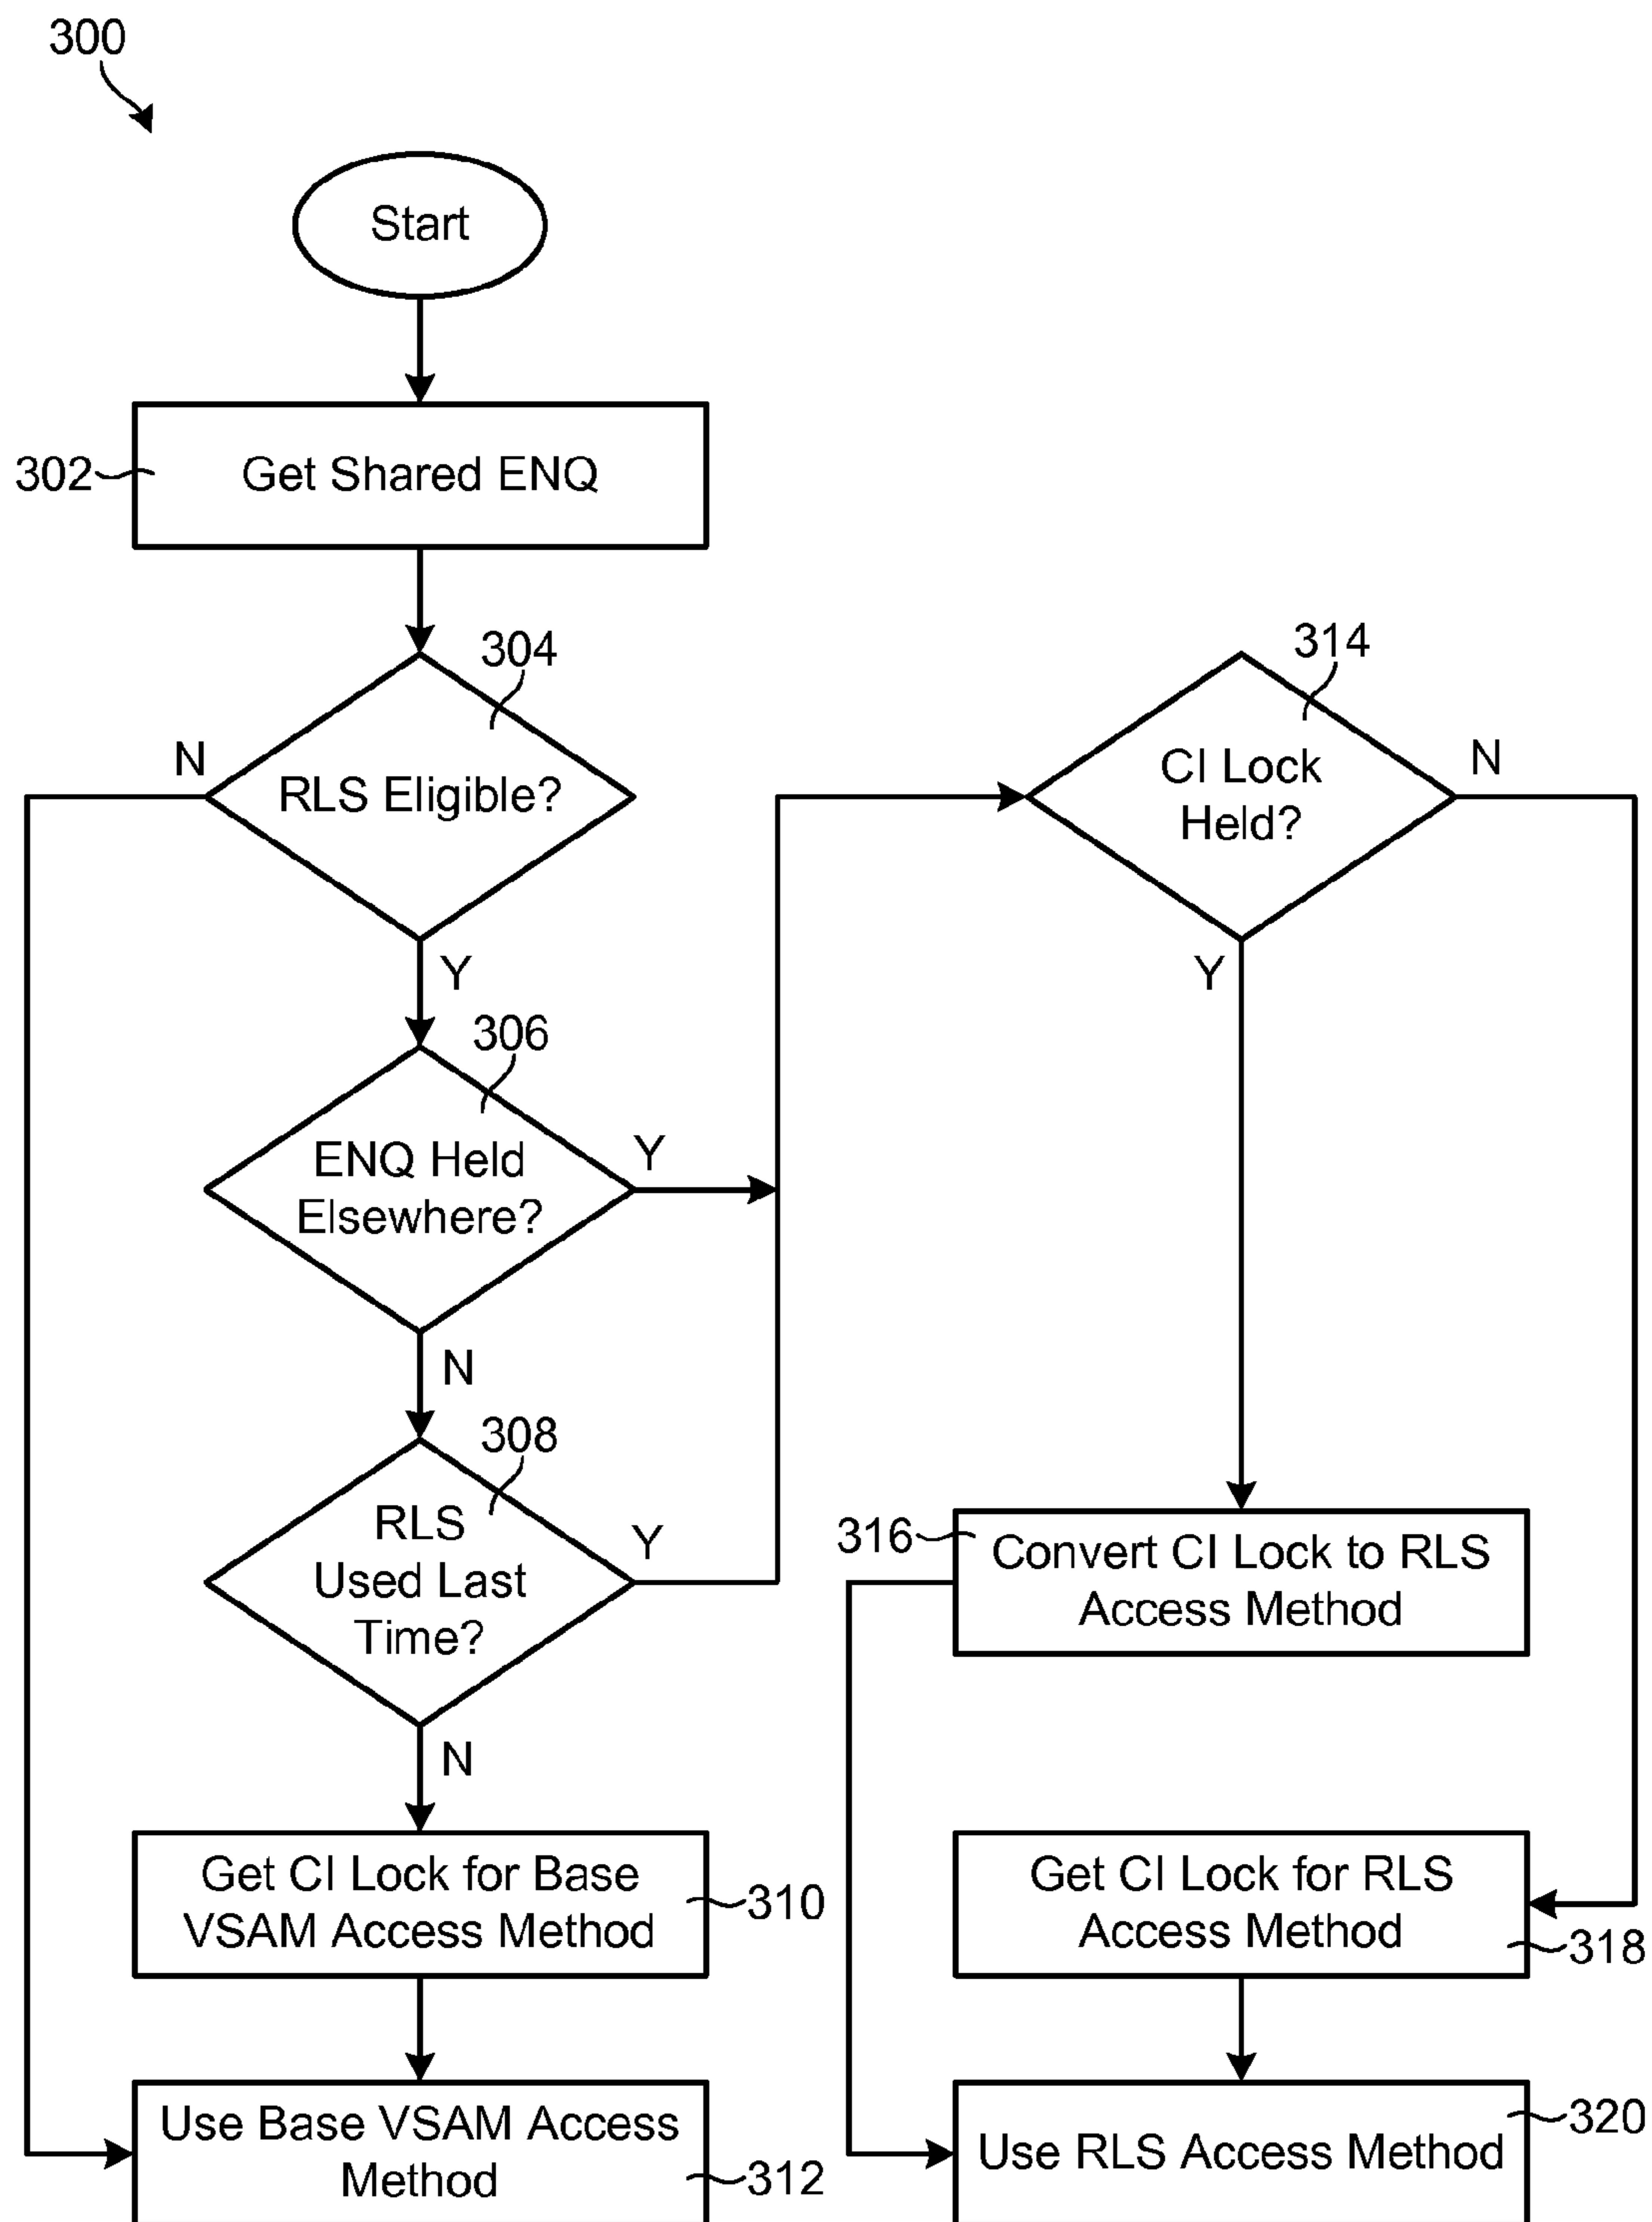 300
Start
302
Get Shared ENQ
304
N
RLS Eligible?
Y
306
ENQ Held
Elsewhere?
Y
N
308
RLS
Used Last
Time?
Y
N
Get CI Lock for Base
VSAM Access Method
310
Use Base VSAM Access
Method
312
314
CI Lock
Held?
N
Y
316
Convert CI Lock to RLS
Access Method
Get CI Lock for RLS
Access Method
318
Use RLS Access Method
320